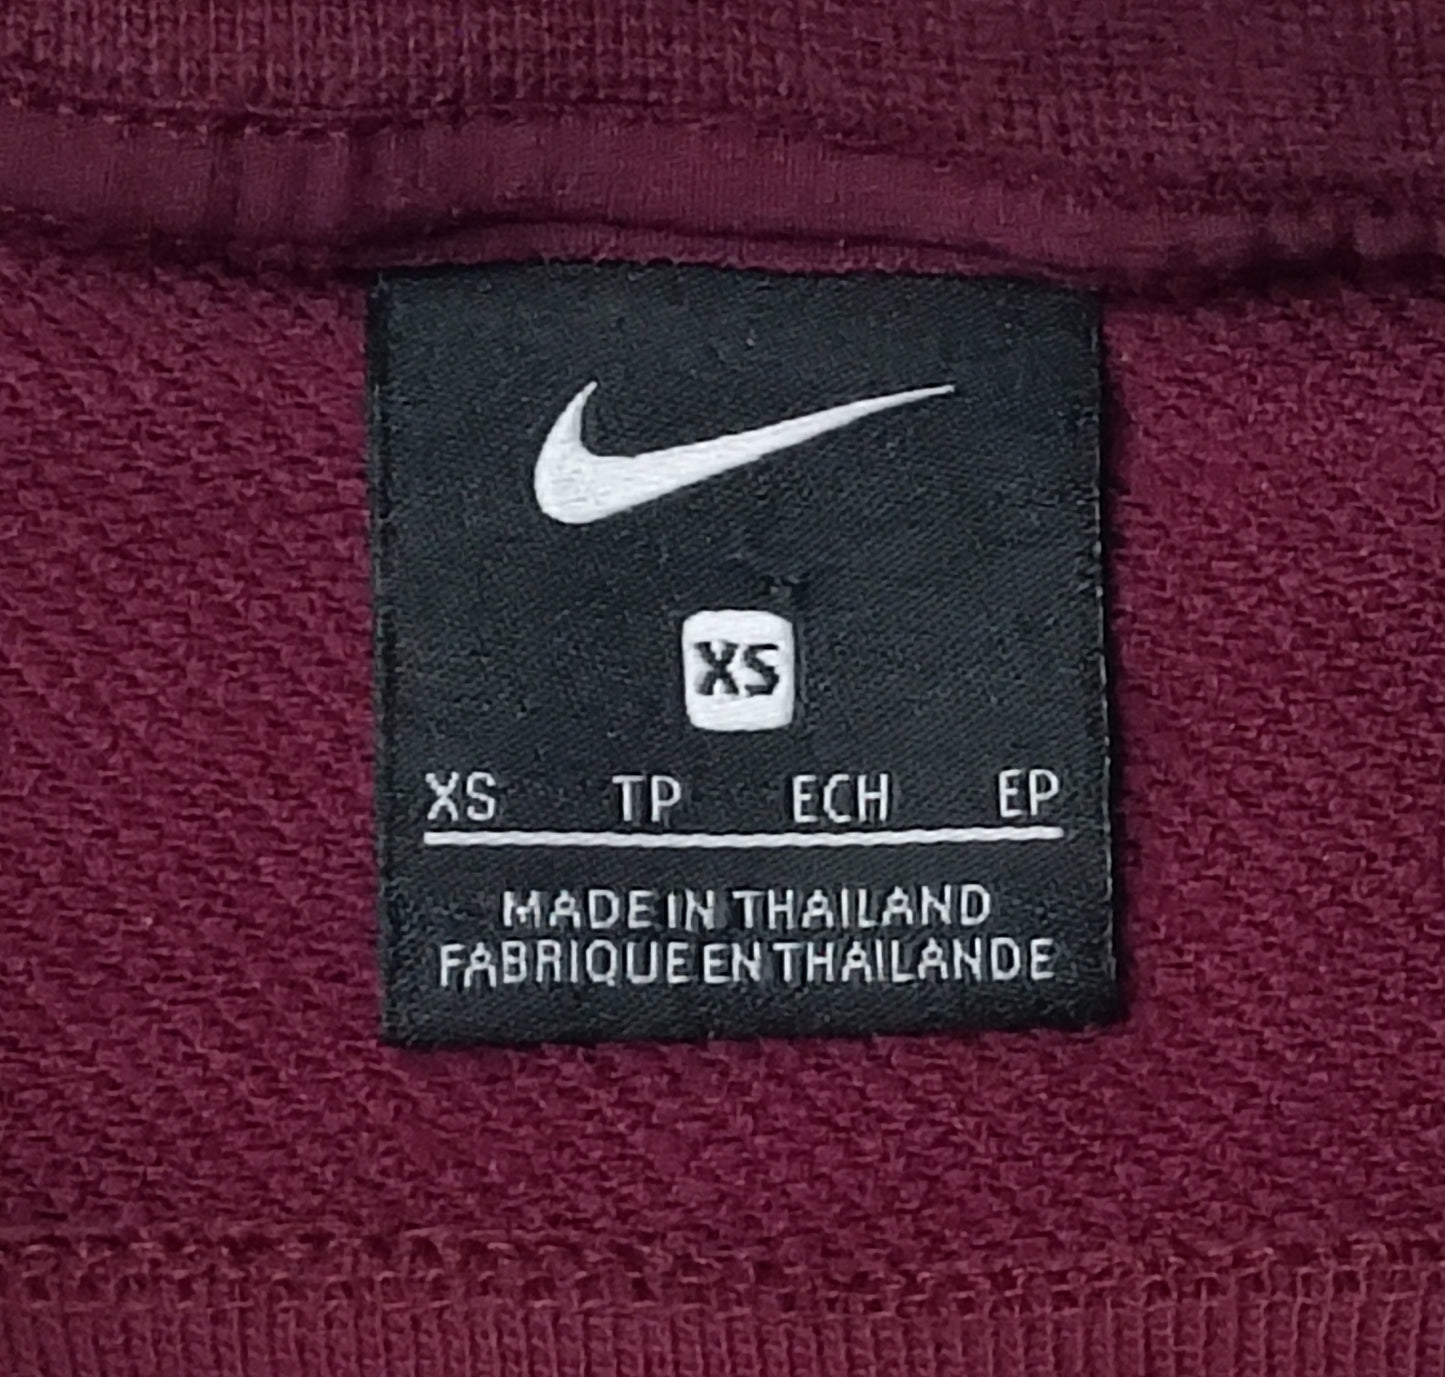 XS
XS TP ECH EP
MADE IN THAILAND
FABRIQUE EN THAILANDE